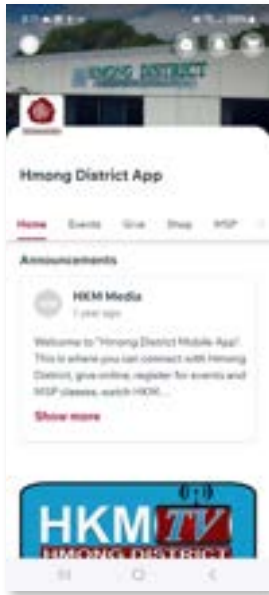 HMONG DISTRICT
Hmong District App
Home Events Give Shop MSP
Announcements
HKM Media
1 year ago
Welcome to "Hmong District Mobile App".
This is where you can connect with Hmong
District, give online, register for events and
MSP classes, watch HKM...
Show more
HKM TV
HMONG DISTRICT